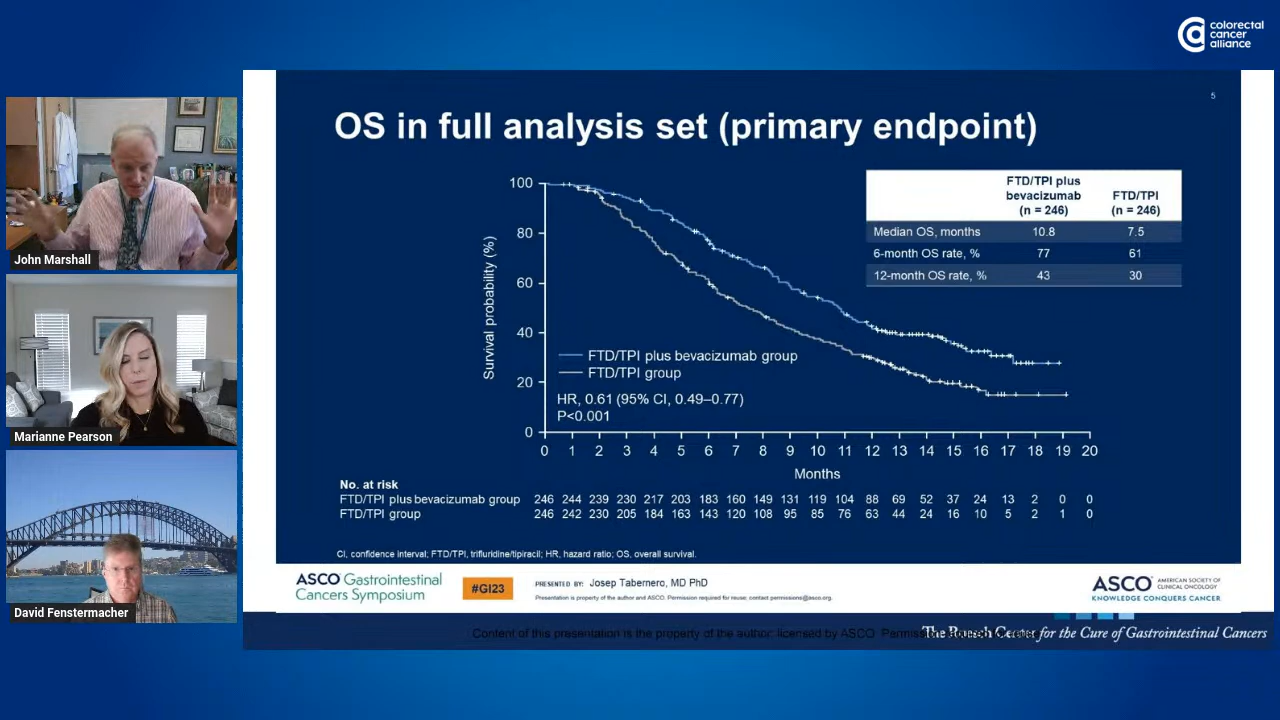 colorectal
cancer
alliance
John Marshall
Marianne Pearson
David Fenstermacher
5
OS in full analysis set (primary endpoint)
FTD/TPI plus
bevacizumab
(n = 246)
FTD/TPI
(n = 246)
Median OS, months 10.8 7.5
6-month OS rate, % 77 61
12-month OS rate, % 43 30
Survival probability (%)
100
80
60
40
20
0
FTD/TPI plus bevacizumab group
FTD/TPI group
HR, 0.61 (95% CI, 0.49–0.77)
P<0.001
0 1 2 3 4 5 6 7 8 9 10 11 12 13 14 15 16 17 18 19 20
Months
No. at risk
FTD/TPI plus bevacizumab group 246 244 239 230 217 203 183 160 149 131 119 104 88 69 52 37 24 13 2 0 0
FTD/TPI group 246 242 230 205 184 163 143 120 108 95 85 76 63 44 24 16 10 5 2 1 0
CI, confidence interval; FTD/TPI, trifluridine/tipiracil; HR, hazard ratio; OS, overall survival.
ASCO Gastrointestinal
Cancers Symposium
#GI23
PRESENTED BY: Josep Tabernero, MD PhD
Presentation is property of the author and ASCO. Permission required for reuse; contact permissions@asco.org.
ASCO AMERICAN SOCIETY OF
CLINICAL ONCOLOGY
KNOWLEDGE CONQUERS CANCER
Content of this presentation is the property of the author, licensed by ASCO.
The Ruesch Center for the Cure of Gastrointestinal Cancers